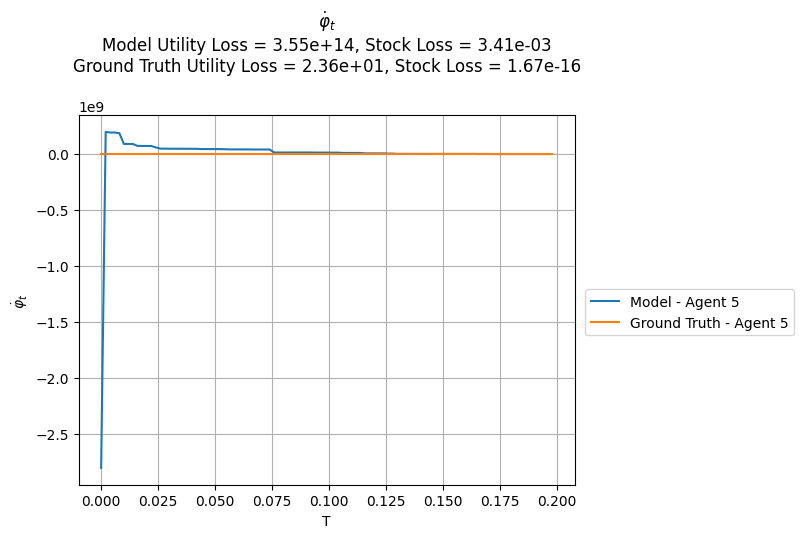 φ̇ₜ
Model Utility Loss = 3.55e+14, Stock Loss = 3.41e-03
Ground Truth Utility Loss = 2.36e+01, Stock Loss = 1.67e-16
1e9
0.0
−0.5
−1.0
−1.5
−2.0
−2.5
φ̇ₜ
0.000 0.025 0.050 0.075 0.100 0.125 0.150 0.175 0.200
T
Model - Agent 5
Ground Truth - Agent 5